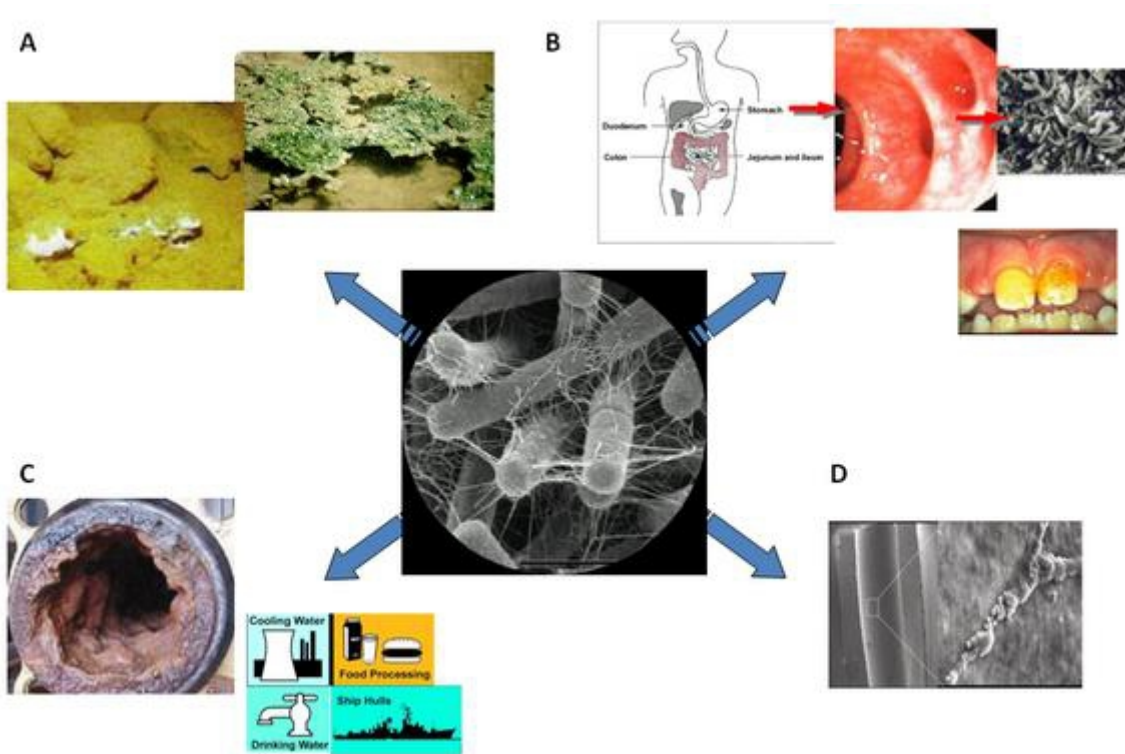 A
B
Stomach
Duodenum
Colon
Jejunum and ileum
C
D
Cooling Water
Food Processing
Drinking Water
Ship Hulls